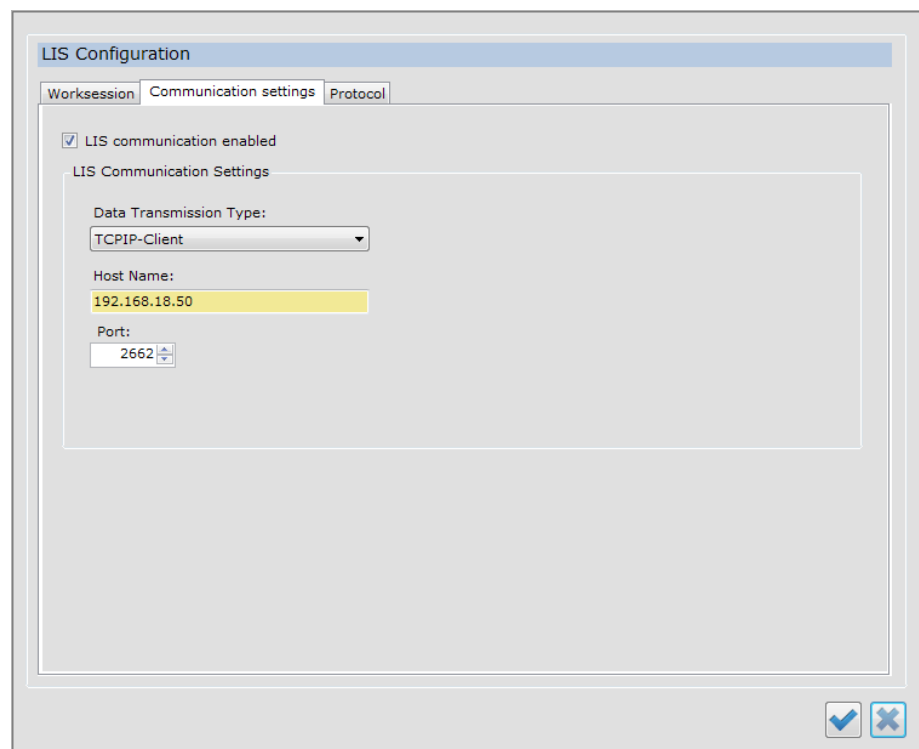 LIS Configuration
Worksession Communication settings Protocol
LIS communication enabled
LIS Communication Settings
Data Transmission Type:
TCPIP-Client
Host Name:
192.168.18.50
Port:
2662